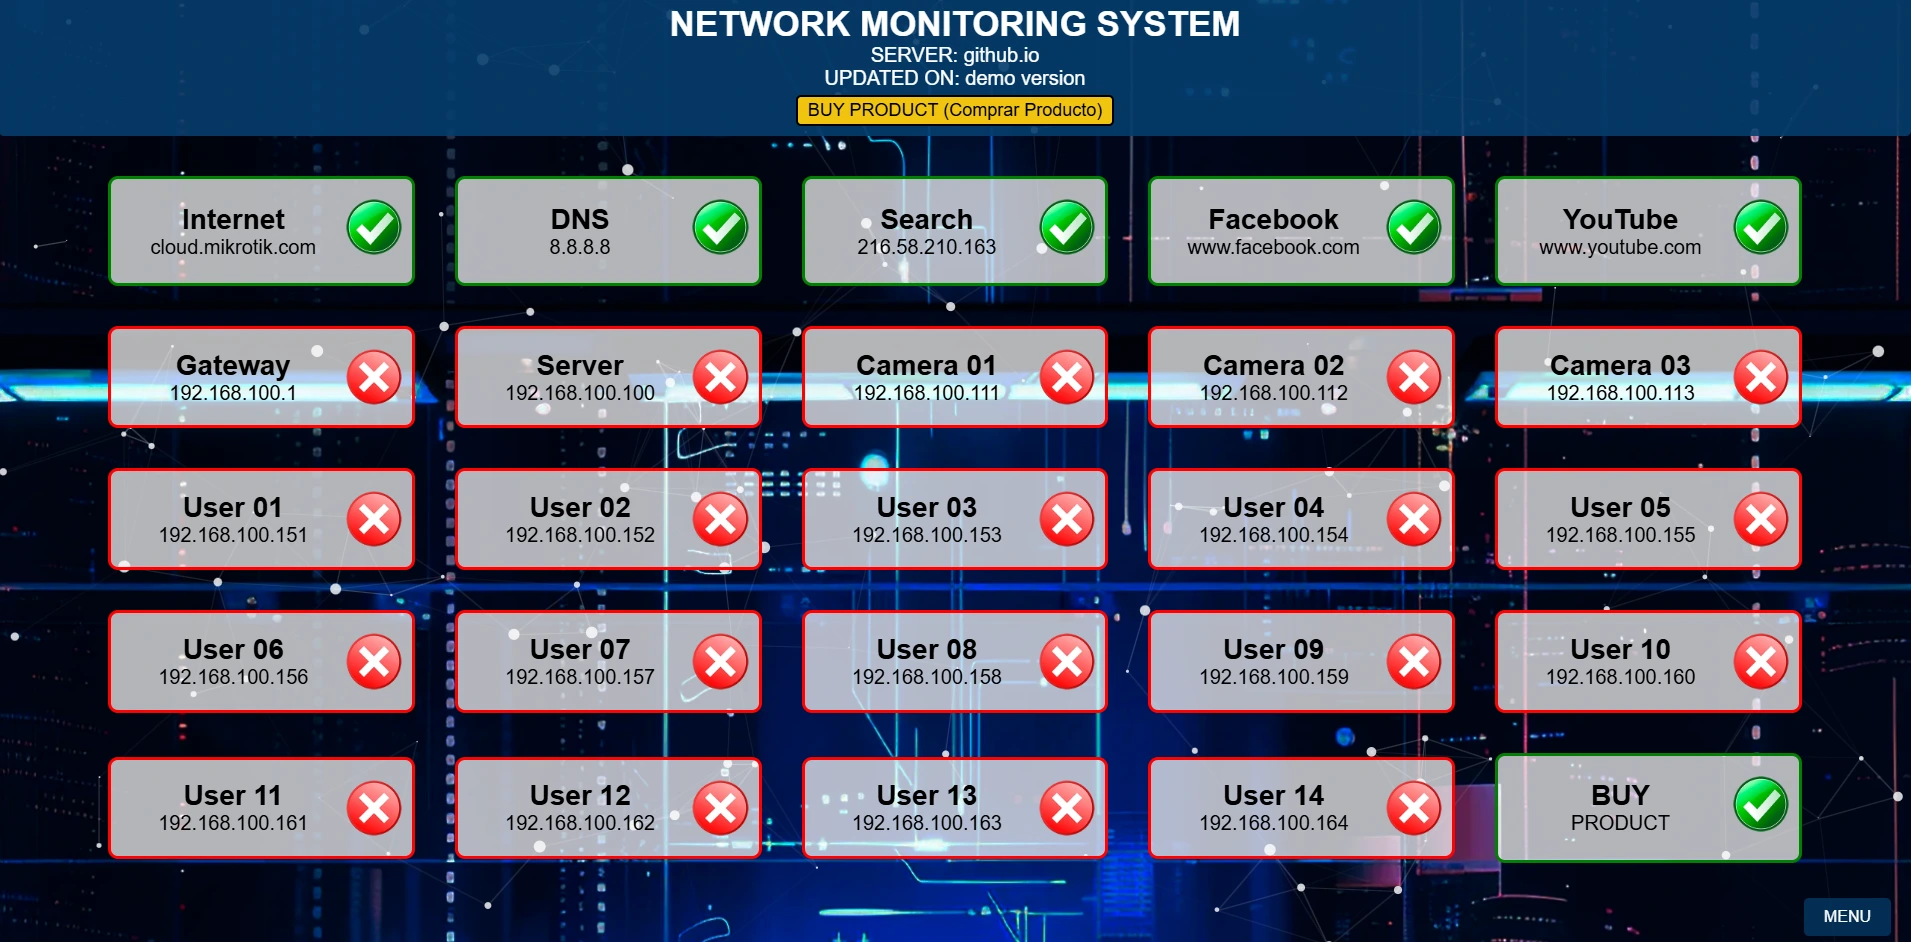 NETWORK MONITORING SYSTEM
SERVER: github.io
UPDATED ON: demo version
BUY PRODUCT (Comprar Producto)
Internet
cloud.mikrotik.com
DNS
8.8.8.8
Search
216.58.210.163
Facebook
www.facebook.com
YouTube
www.youtube.com
Gateway
192.168.100.1
Server
192.168.100.100
Camera 01
192.168.100.111
Camera 02
192.168.100.112
Camera 03
192.168.100.113
User 01
192.168.100.151
User 02
192.168.100.152
User 03
192.168.100.153
User 04
192.168.100.154
User 05
192.168.100.155
User 06
192.168.100.156
User 07
192.168.100.157
User 08
192.168.100.158
User 09
192.168.100.159
User 10
192.168.100.160
User 11
192.168.100.161
User 12
192.168.100.162
User 13
192.168.100.163
User 14
192.168.100.164
BUY
PRODUCT
MENU